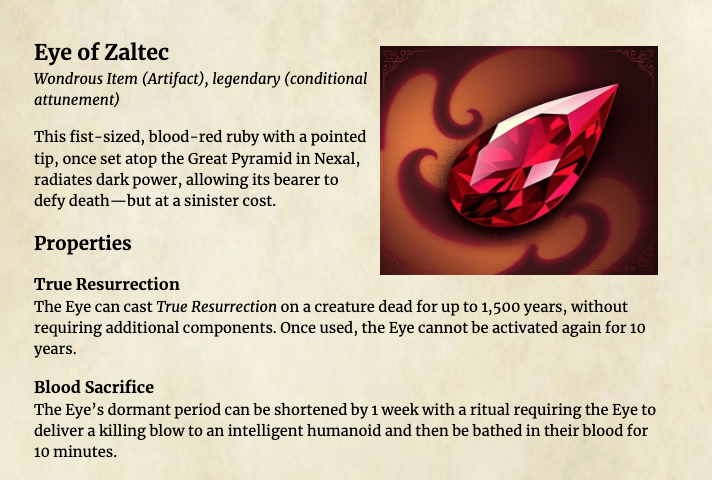 Eye of Zaltec
Wondrous Item (Artifact), legendary (conditional
attunement)
This fist-sized, blood-red ruby with a pointed
tip, once set atop the Great Pyramid in Nexal,
radiates dark power, allowing its bearer to
defy death—but at a sinister cost.
Properties
True Resurrection
The Eye can cast True Resurrection on a creature dead for up to 1,500 years, without
requiring additional components. Once used, the Eye cannot be activated again for 10
years.
Blood Sacrifice
The Eye’s dormant period can be shortened by 1 week with a ritual requiring the Eye to
deliver a killing blow to an intelligent humanoid and then be bathed in their blood for
10 minutes.